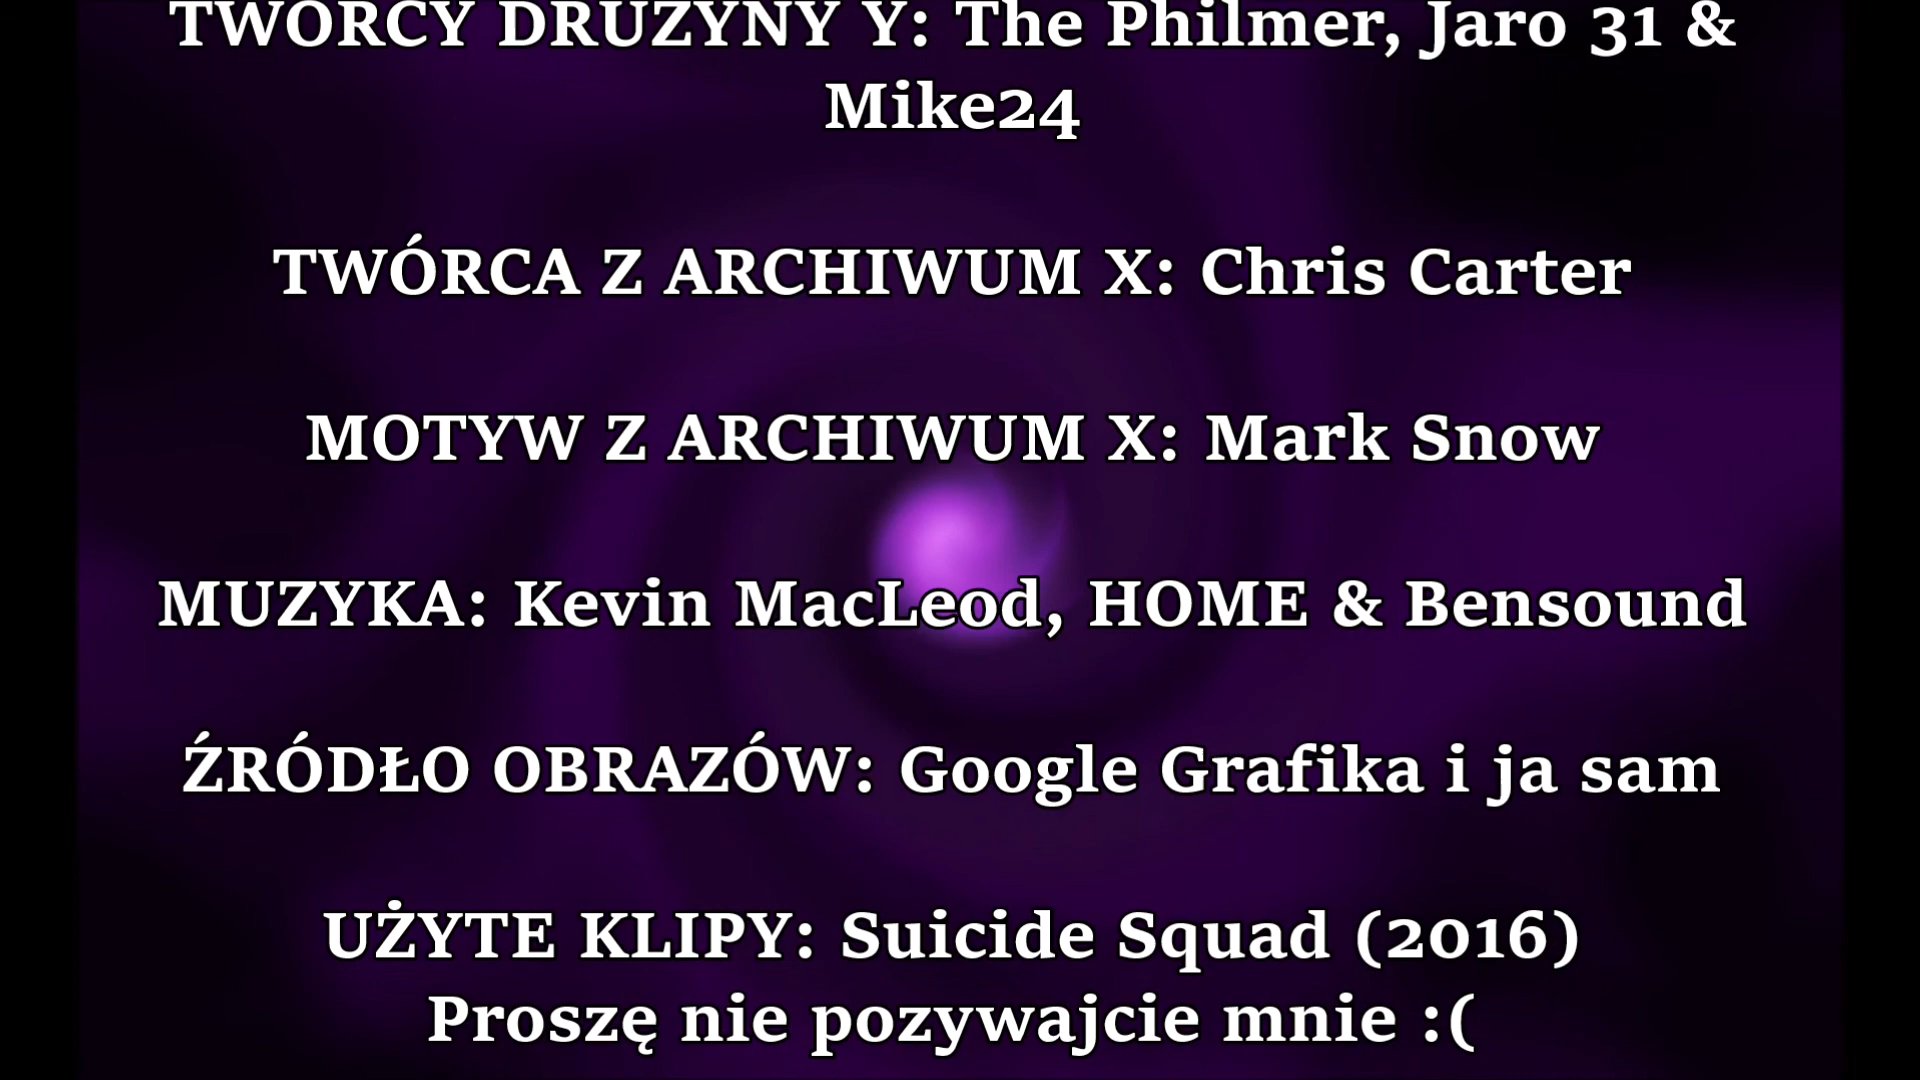 TWÓRCY DRUŻYNY Y: The Philmer, Jaro 31 &
Mike24
TWÓRCA Z ARCHIWUM X: Chris Carter
MOTYW Z ARCHIWUM X: Mark Snow
MUZYKA: Kevin MacLeod, HOME & Bensound
ŹRÓDŁO OBRAZÓW: Google Grafika i ja sam
UŻYTE KLIPY: Suicide Squad (2016)
Proszę nie pozywajcie mnie :(